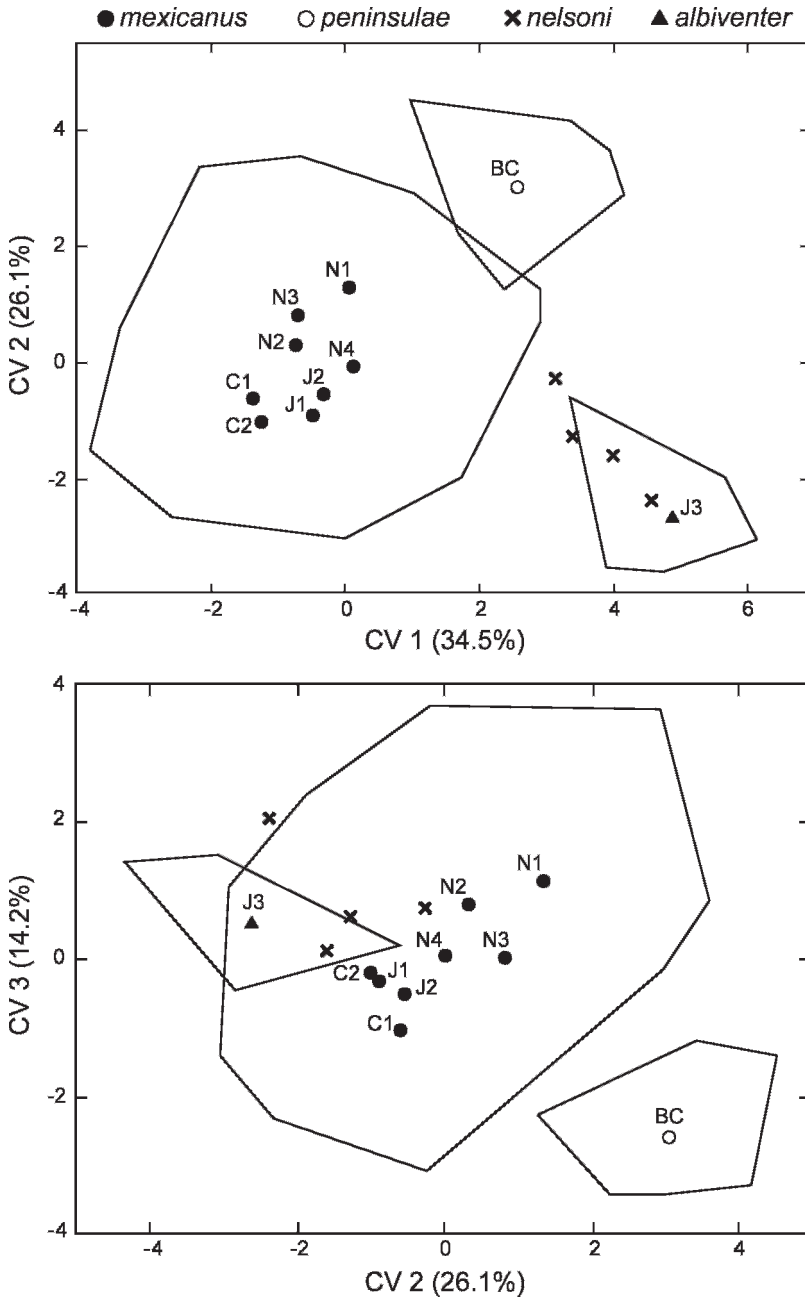 mexicanus peninsulae nelsoni albiventer
4
BC
2
N1
N3
N2 N4
0
C1 J2
J1
C2
-2
J3
-4
-4 -2 0 2 4 6
CV 2 (26.1%)
CV 1 (34.5%)
4
2
N1
N2
J3
N4 N3
0
C2 J1
J2
C1
-2
BC
-4
-4 -2 0 2 4
CV 3 (14.2%)
CV 2 (26.1%)